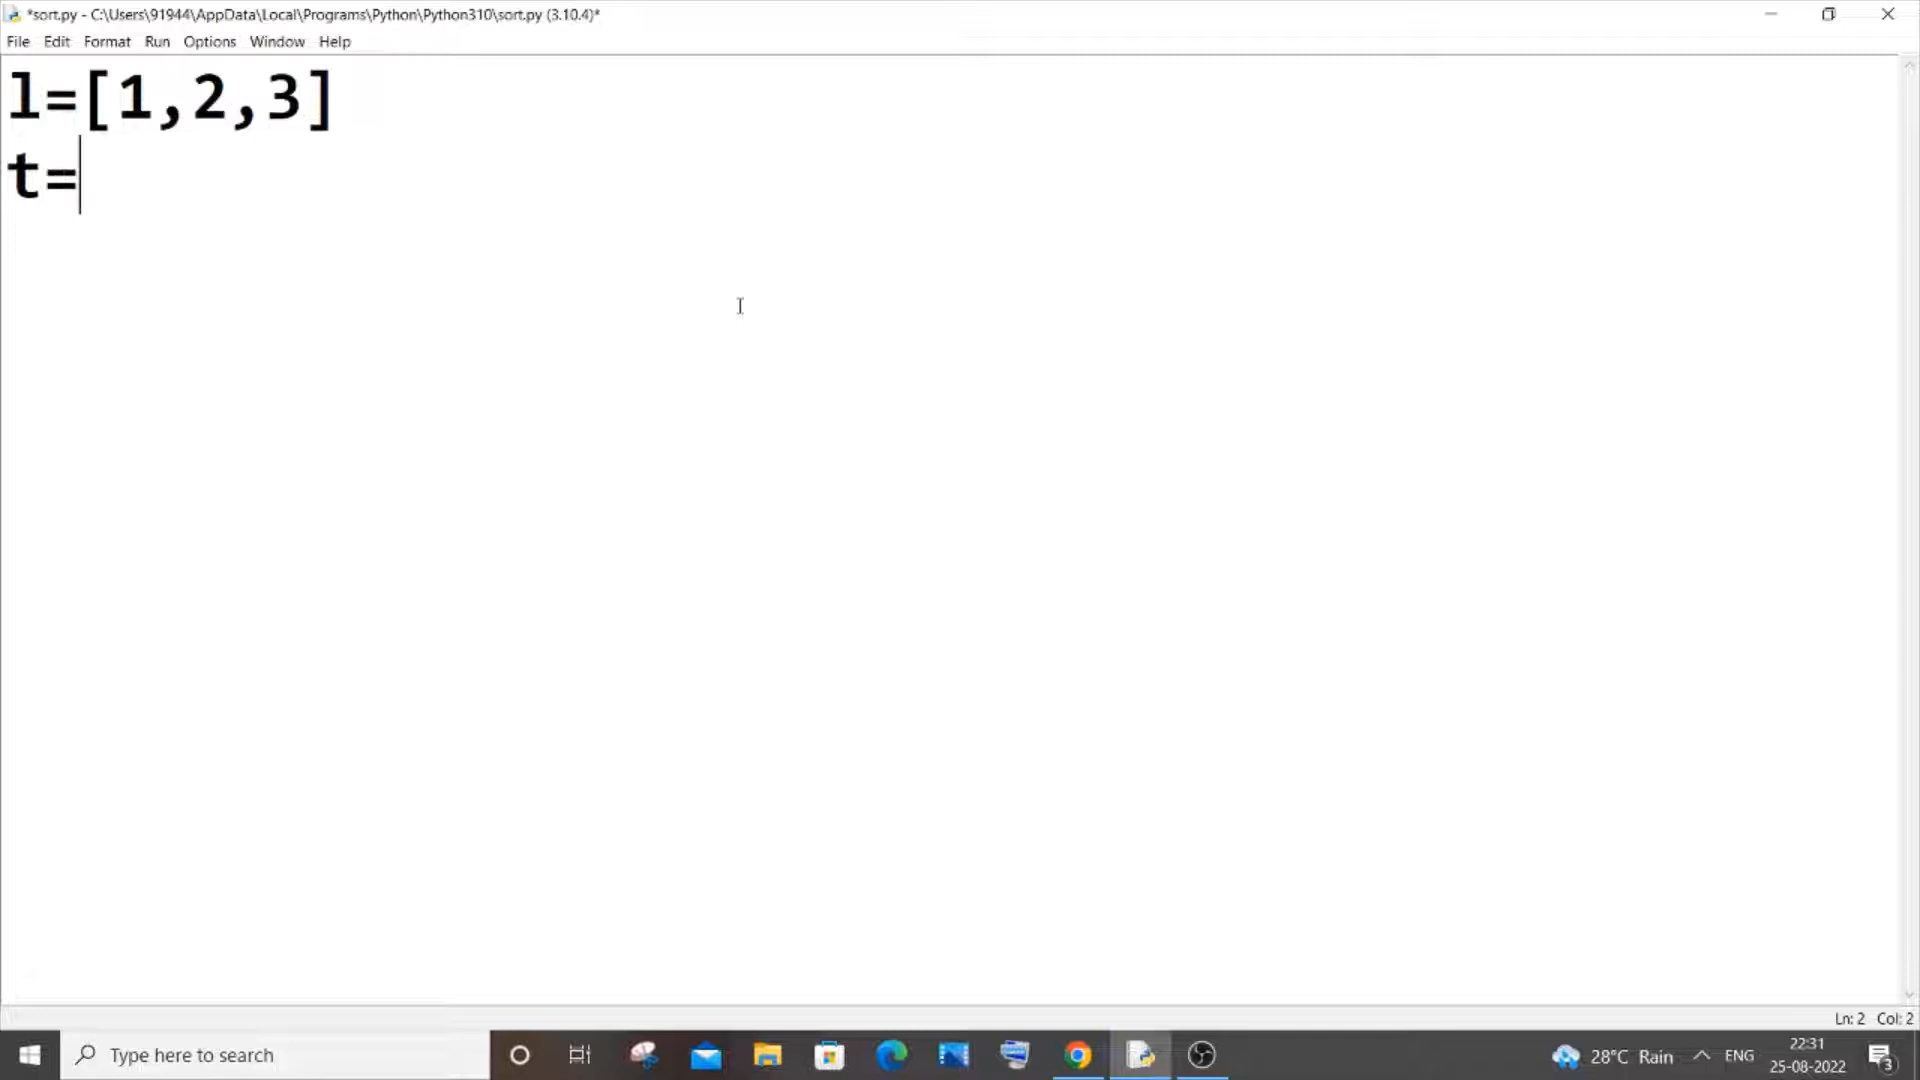 *sort.py - C:\Users\91944\AppData\Local\Programs\Python\Python310\sort.py (3.10.4)*
File Edit Format Run Options Window Help
l=[1,2,3]
t=
Ln: 2 Col: 2
Type here to search
28°C Rain
ENG
22:31
25-08-2022
3